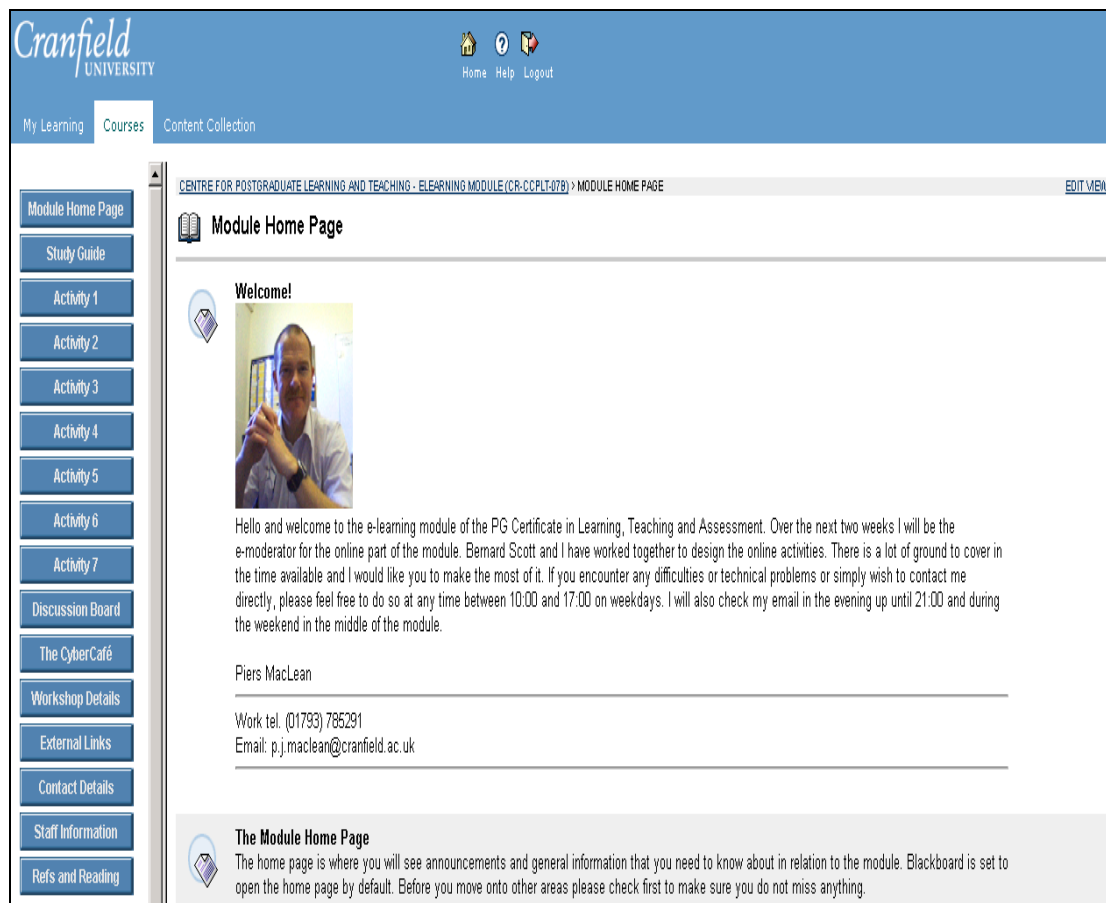 Cranfield
UNIVERSITY
Home Help Logout
My Learning Courses Content Collection
CENTRE FOR POSTGRADUATE LEARNING AND TEACHING - ELEARNING MODULE (CR-CCPLT-07B) > MODULE HOME PAGE EDIT VIEW
Module Home Page
Study Guide
Activity 1
Activity 2
Activity 3
Activity 4
Activity 5
Activity 6
Activity 7
Discussion Board
The CyberCafé
Workshop Details
External Links
Contact Details
Staff Information
Refs and Reading
Module Home Page
Welcome!
Hello and welcome to the e-learning module of the PG Certificate in Learning, Teaching and Assessment. Over the next two weeks I will be the
e-moderator for the online part of the module. Bernard Scott and I have worked together to design the online activities. There is a lot of ground to cover in
the time available and I would like you to make the most of it. If you encounter any difficulties or technical problems or simply wish to contact me
directly, please feel free to do so at any time between 10:00 and 17:00 on weekdays. I will also check my email in the evening up until 21:00 and during
the weekend in the middle of the module.
Piers MacLean
Work tel. (01793) 785291
Email: p.j.maclean@cranfield.ac.uk
The Module Home Page
The home page is where you will see announcements and general information that you need to know about in relation to the module. Blackboard is set to
open the home page by default. Before you move onto other areas please check first to make sure you do not miss anything.